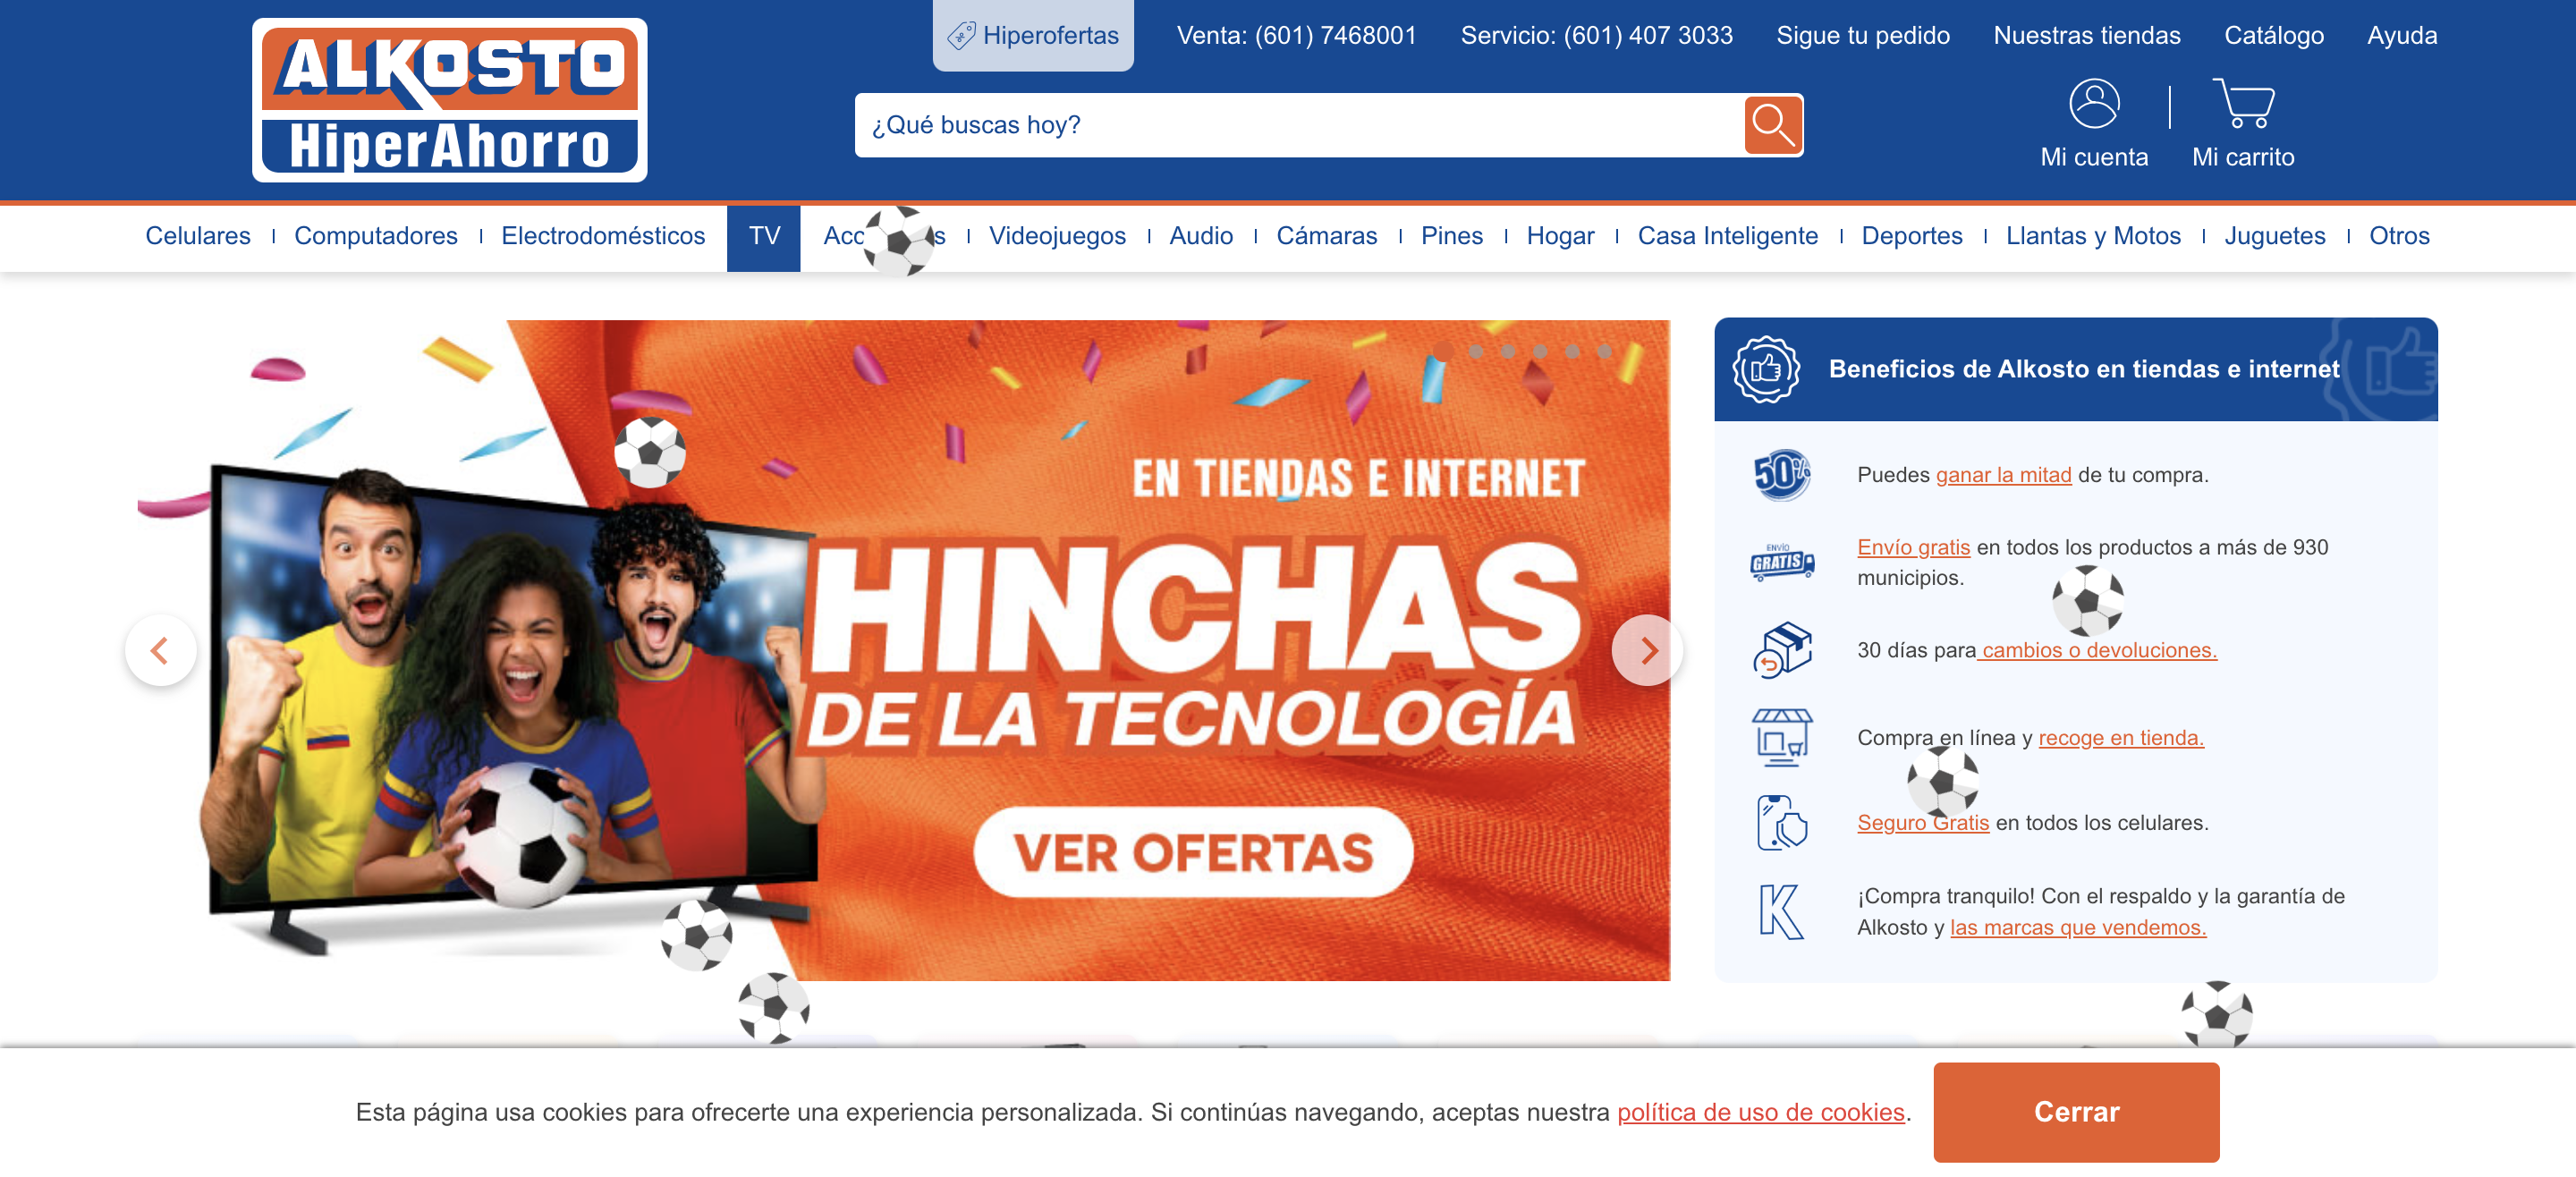 ALKOSTO
HiperAhorro
Hiperofertas
Venta: (601) 7468001
Servicio: (601) 407 3033
Sigue tu pedido
Nuestras tiendas
Catálogo
Ayuda
¿Qué buscas hoy?
Mi cuenta
Mi carrito
Celulares
Computadores
Electrodomésticos
TV
Videojuegos
Audio
Cámaras
Pines
Hogar
Casa Inteligente
Deportes
Llantas y Motos
Juguetes
Otros
EN TIENDAS E INTERNET
HINCHAS
DE LA TECNOLOGÍA
VER OFERTAS
Beneficios de Alkosto en tiendas e internet
50%
Puedes ganar la mitad de tu compra.
ENVÍO
GRATIS
Envío gratis en todos los productos a más de 930
municipios.
30 días para cambios o devoluciones.
Compra en línea y recoge en tienda.
Seguro Gratis en todos los celulares.
K
¡Compra tranquilo! Con el respaldo y la garantía de
Alkosto y las marcas que vendemos.
Esta página usa cookies para ofrecerte una experiencia personalizada. Si continúas navegando, aceptas nuestra política de uso de cookies.
Cerrar